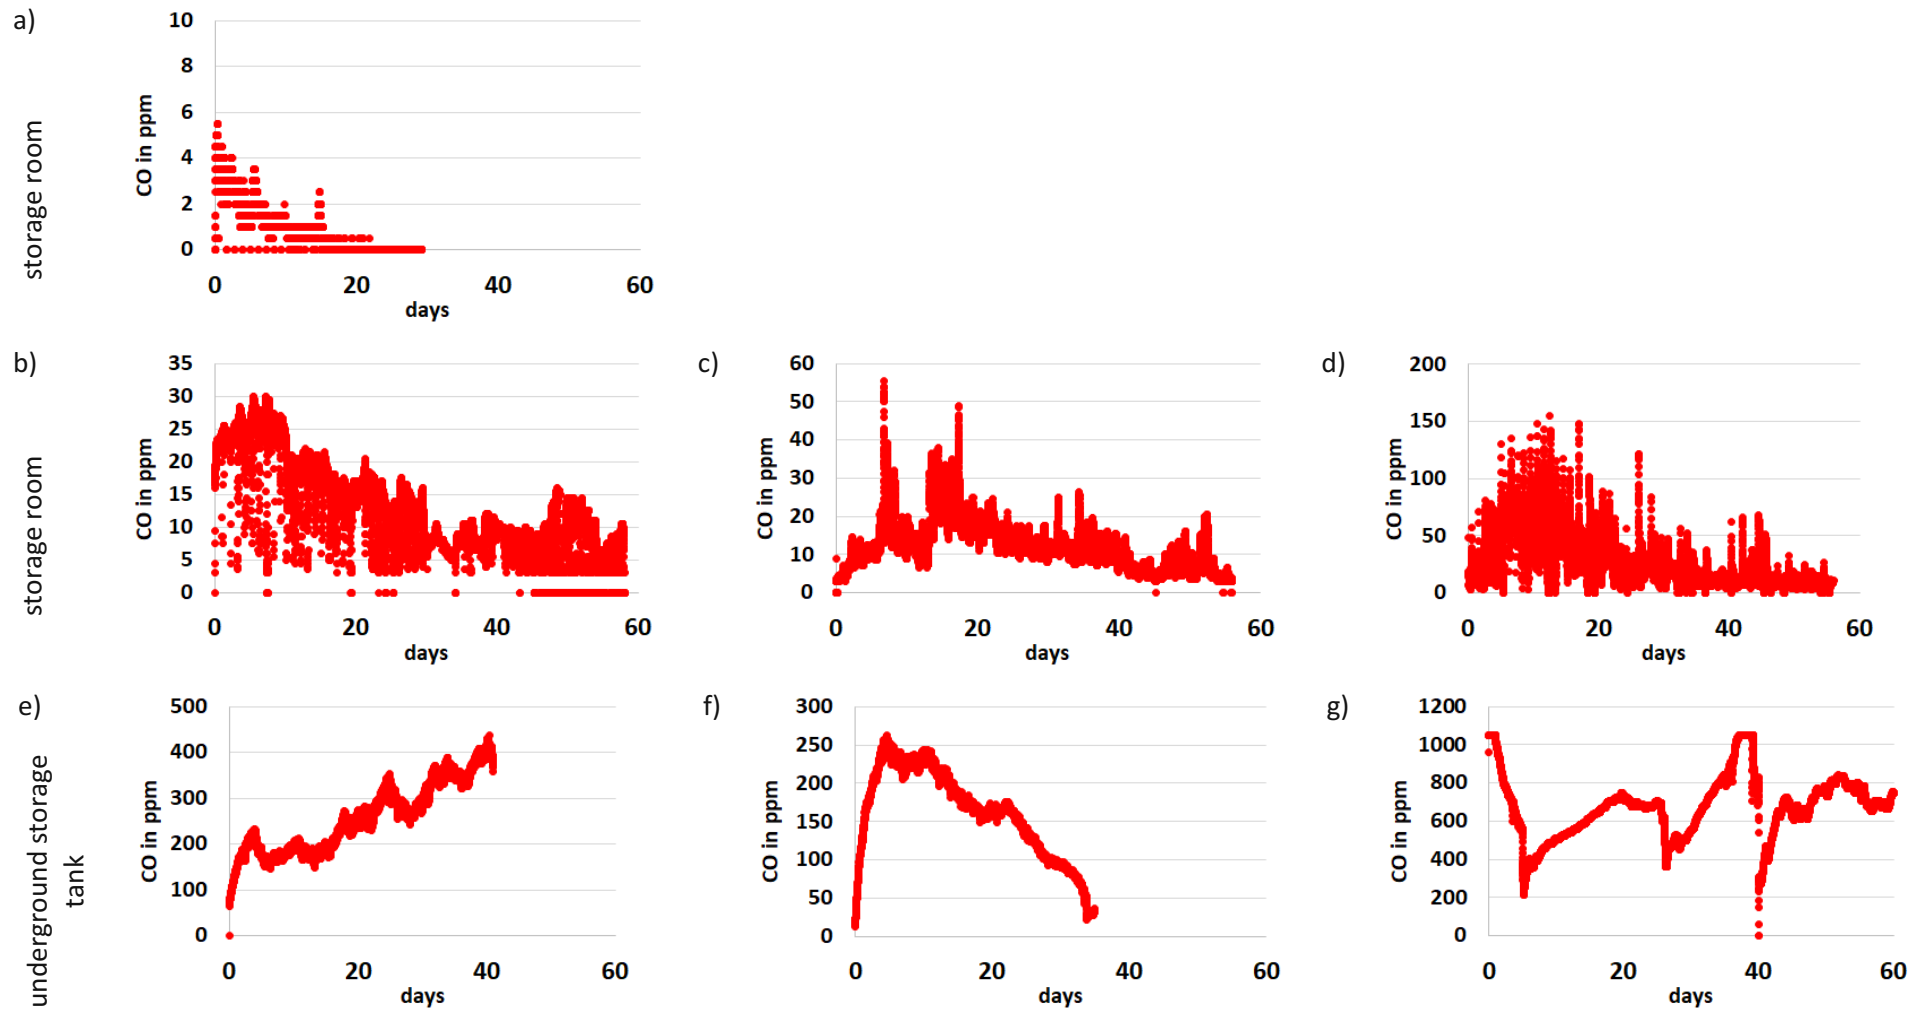 a)
storage room
CO in ppm
10
8
6
4
2
0
0 20 40 60
days
b)
storage room
CO in ppm
35
30
25
20
15
10
5
0
0 20 40 60
days
c)
CO in ppm
60
50
40
30
20
10
0
0 20 40 60
days
d)
CO in ppm
200
150
100
50
0
0 20 40 60
days
e)
underground storage
tank
CO in ppm
500
400
300
200
100
0
0 20 40 60
days
f)
CO in ppm
300
250
200
150
100
50
0
0 20 40 60
days
g)
CO in ppm
1200
1000
800
600
400
200
0
0 20 40 60
days